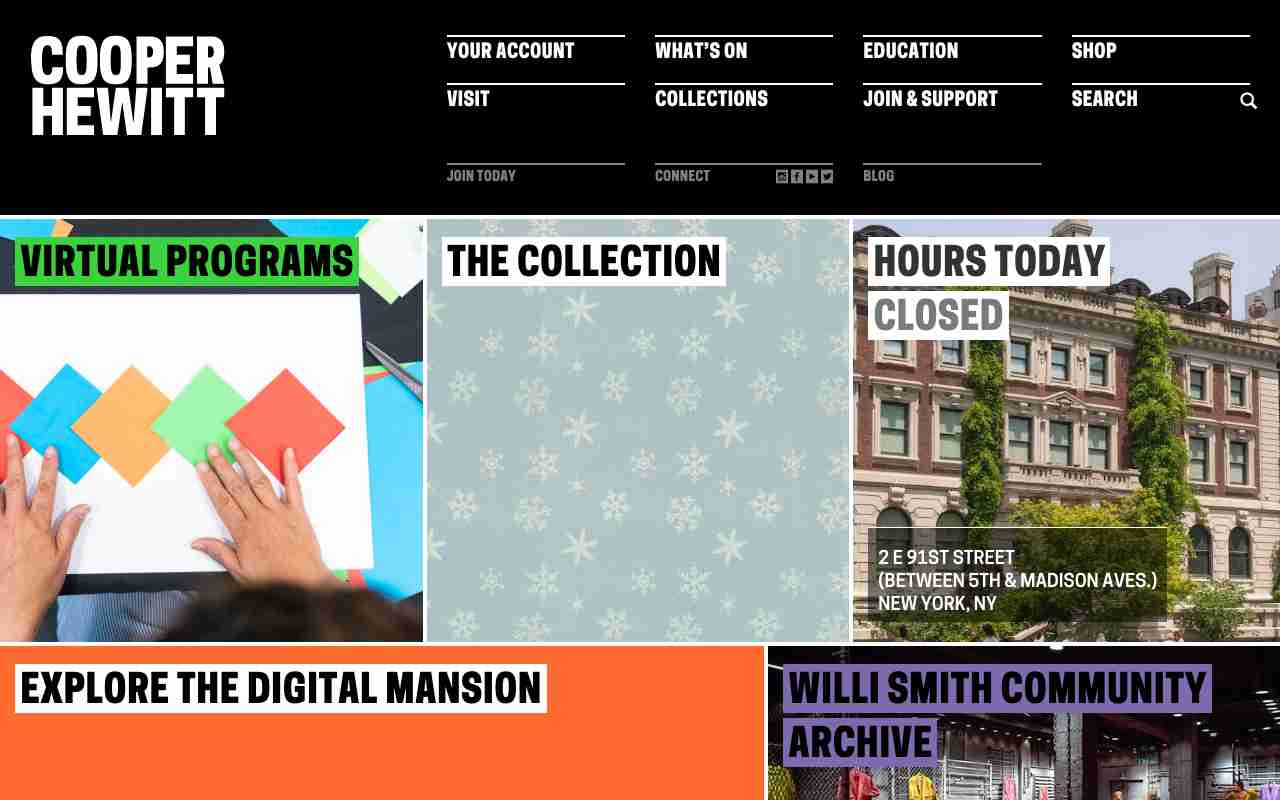 COOPER
HEWITT
YOUR ACCOUNT
WHAT'S ON
EDUCATION
SHOP
VISIT
COLLECTIONS
JOIN & SUPPORT
SEARCH
JOIN TODAY
CONNECT
BLOG
VIRTUAL PROGRAMS
THE COLLECTION
HOURS TODAY
CLOSED
2 E 91ST STREET
(BETWEEN 5TH & MADISON AVES.)
NEW YORK, NY
EXPLORE THE DIGITAL MANSION
WILLI SMITH COMMUNITY
ARCHIVE